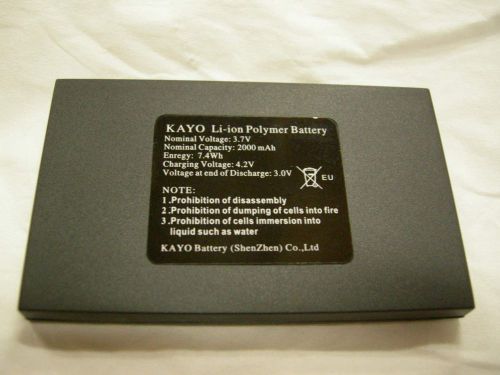 KAYO Li-ion Polymer Battery
Nominal Voltage: 3.7V
Nominal Capacity: 2000 mAh
Enregy: 7.4Wh
Charging Voltage: 4.2V
Voltage at end of Discharge: 3.0V
EU
NOTE:
1 .Prohibition of disassembly
2 .Prohibition of dumping of cells into fire
3 .Prohibition of cells immersion into
liquid such as water
KAYO Battery (ShenZhen) Co.,Ltd